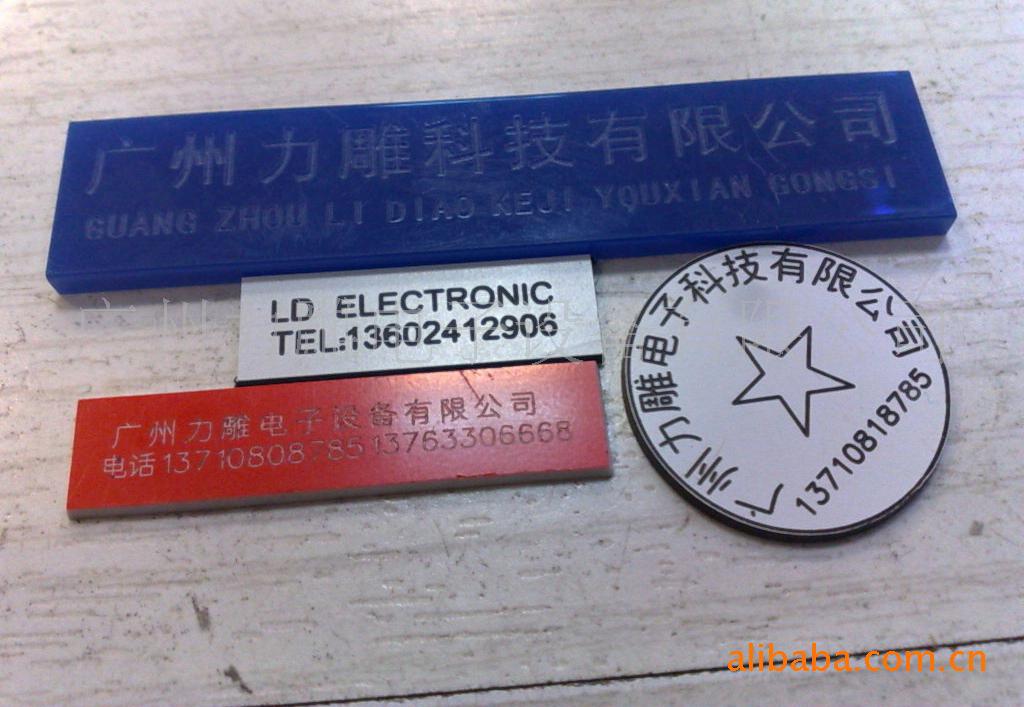 广州力雕科技有限公司
GUANG ZHOU LI DIAO KEJI YOUXIAN GONGSI
LD ELECTRONIC
TEL:13602412906
广州力雕电子设备有限公司
电话13710808785 13763306668
广州力雕电子科技有限公司
13710818785
alibaba.com.cn